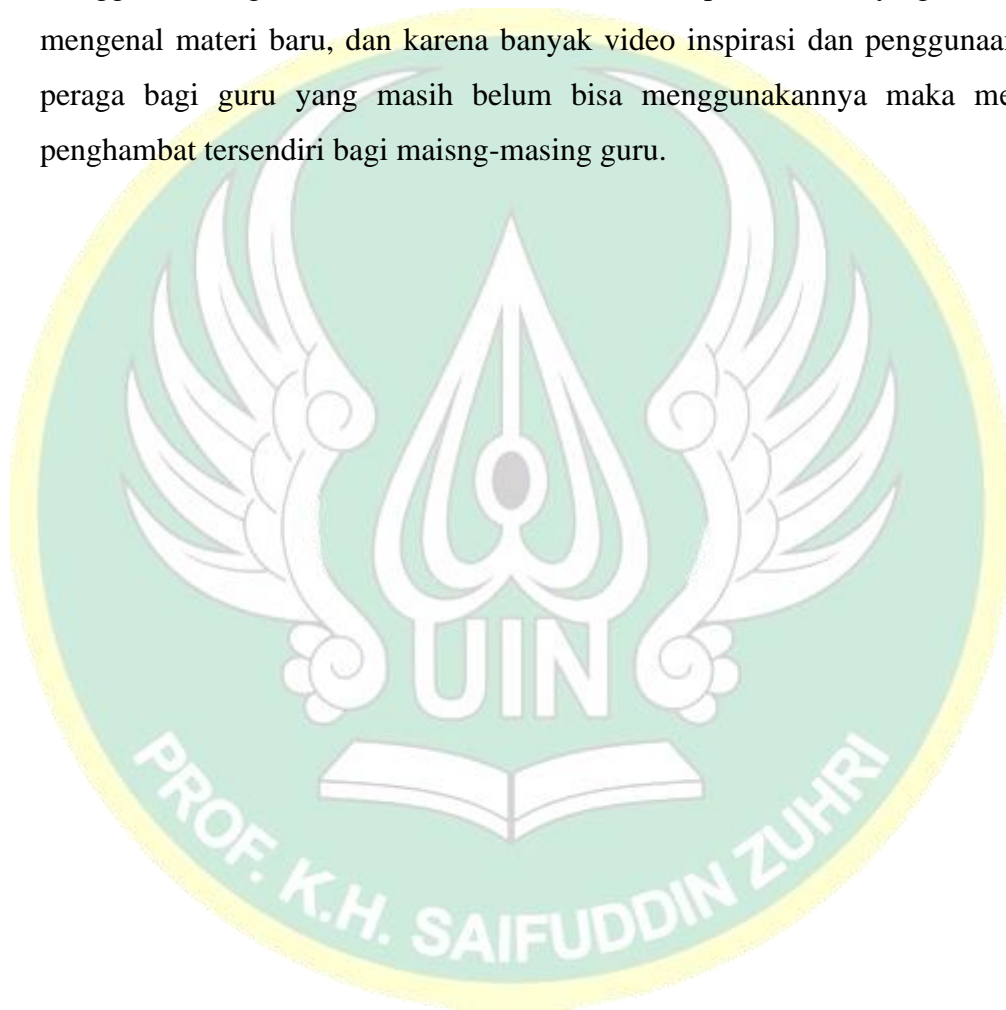 mengenal materi baru, dan karena banyak video inspirasi dan penggunaan
peraga bagi guru yang masih belum bisa menggunakannya maka
penghambat tersendiri bagi maisng-masing guru.
UIN
PROF. K.H. SAIFUDDIN ZUHRI